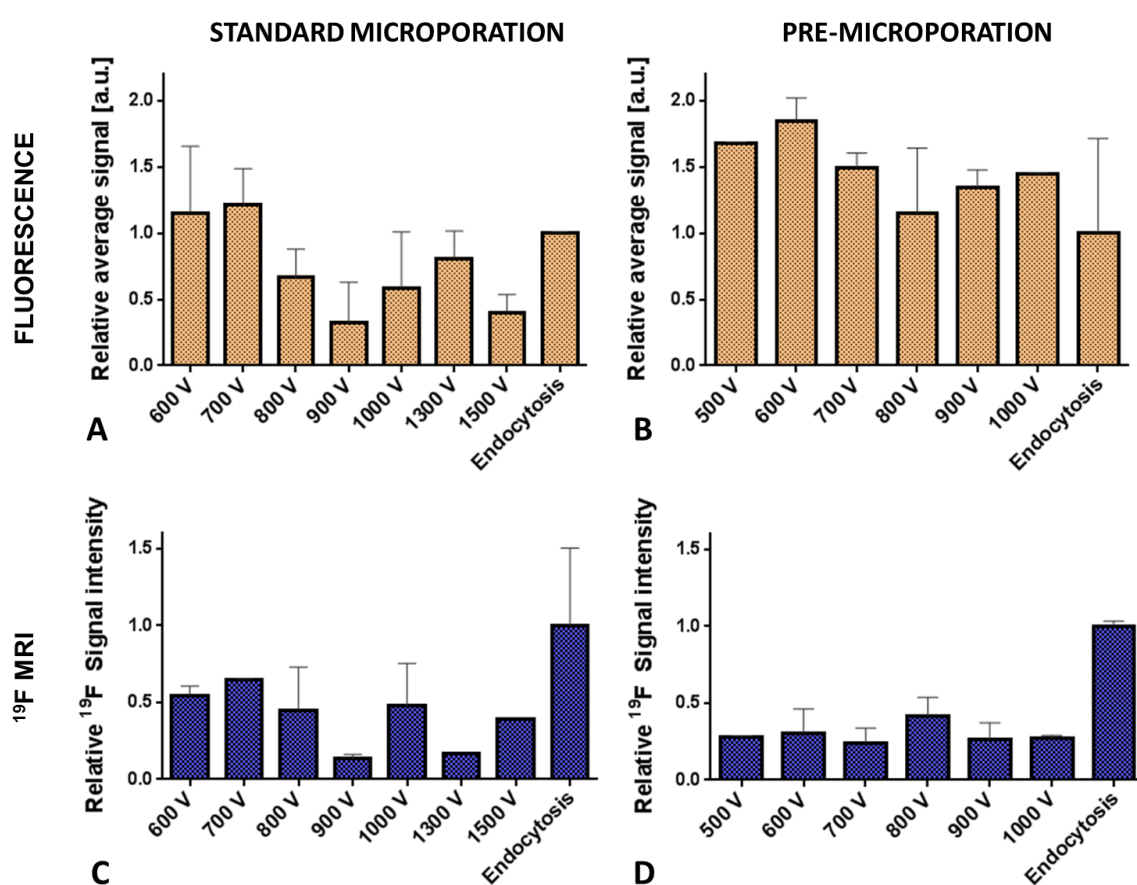 STANDARD MICROPORATION
PRE-MICROPORATION
FLUORESCENCE
Relative average signal [a.u.]
2.0
1.5
1.0
0.5
0.0
600 V
700 V
800 V
900 V
1000 V
1300 V
1500 V
Endocytosis
A
Relative average signal [a.u.]
2.0
1.5
1.0
0.5
0.0
500 V
600 V
700 V
800 V
900 V
1000 V
Endocytosis
B
¹⁹F MRI
Relative ¹⁹F Signal intensity
1.5
1.0
0.5
0.0
600 V
700 V
800 V
900 V
1000 V
1300 V
1500 V
Endocytosis
C
Relative ¹⁹F Signal intensity
1.5
1.0
0.5
0.0
500 V
600 V
700 V
800 V
900 V
1000 V
Endocytosis
D